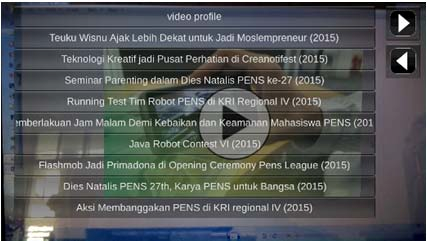 video profile
Teuku Wisnu Ajak Lebih Dekat untuk Jadi Moslempreneur (2015)
Teknologi Kreatif jadi Pusat Perhatian di Creanotifest (2015)
Seminar Parenting dalam Dies Natalis PENS ke-27 (2015)
Running Test Tim Robot PENS di KRI Regional IV (2015)
emberlakuan Jam Malam Demi Kebaikan dan Keamanan Mahasiswa PENS (201
Java Robot Contest VI (2015)
Flashmob Jadi Primadona di Opening Ceremony Pens League (2015)
Dies Natalis PENS 27th, Karya PENS untuk Bangsa (2015)
Aksi Membanggakan PENS di KRI regional IV (2015)